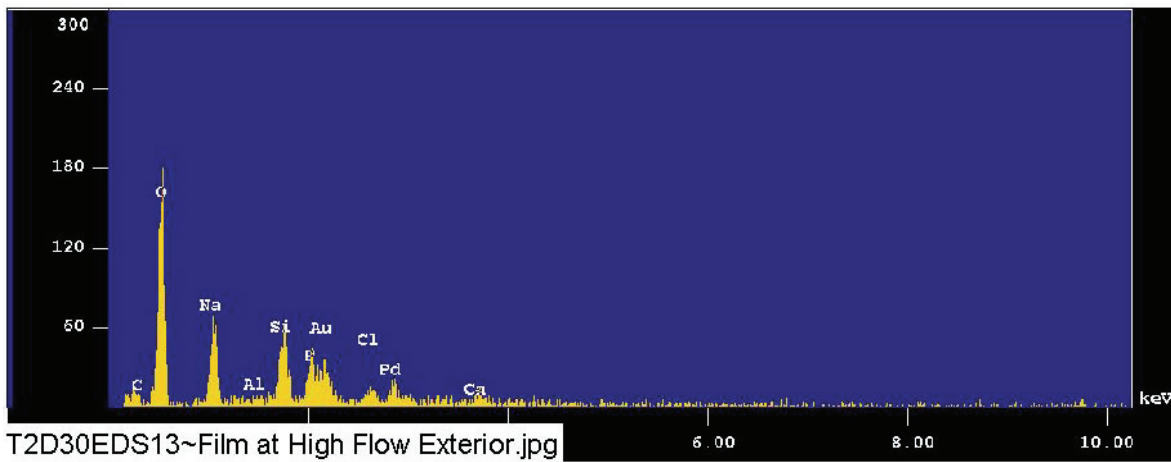 300
240
180
120
60
O
Na
C
Al
Si
P
Au
Cl
Pd
Ca
keV
6.00
8.00
10.00
T2D30EDS13~Film at High Flow Exterior.jpg